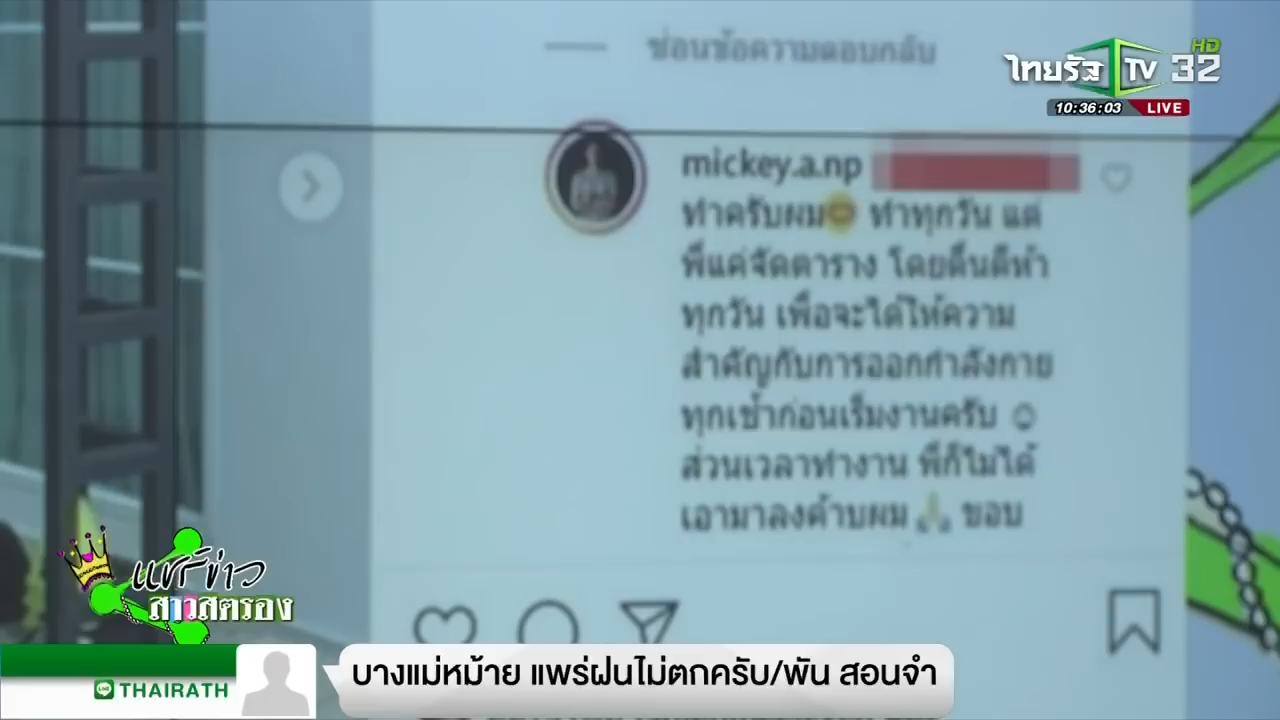 ช่อนข้อความตอบกลับ
ไทยรัฐ TV HD 32
10:36:03 LIVE
mickey.a.np
ทำครับผม ทำทุกวัน แต่
พี่แค่จัดตาราง โดยตื่นตีห้า
ทุกวัน เพื่อจะได้ให้ความ
สำคัญกับการออกกำลังกาย
ทุกเช้าก่อนเริ่มงานครับ
ส่วนเวลาทำงาน พี่ก็ไม่ได้
เอามาลงค้าบผม ขอบ
แชร์ข่าว
สาวสตรอง
LINE THAIRATH
บางแม่หม้าย แพร่ฝนไม่ตกครับ/พัน สอนจำ